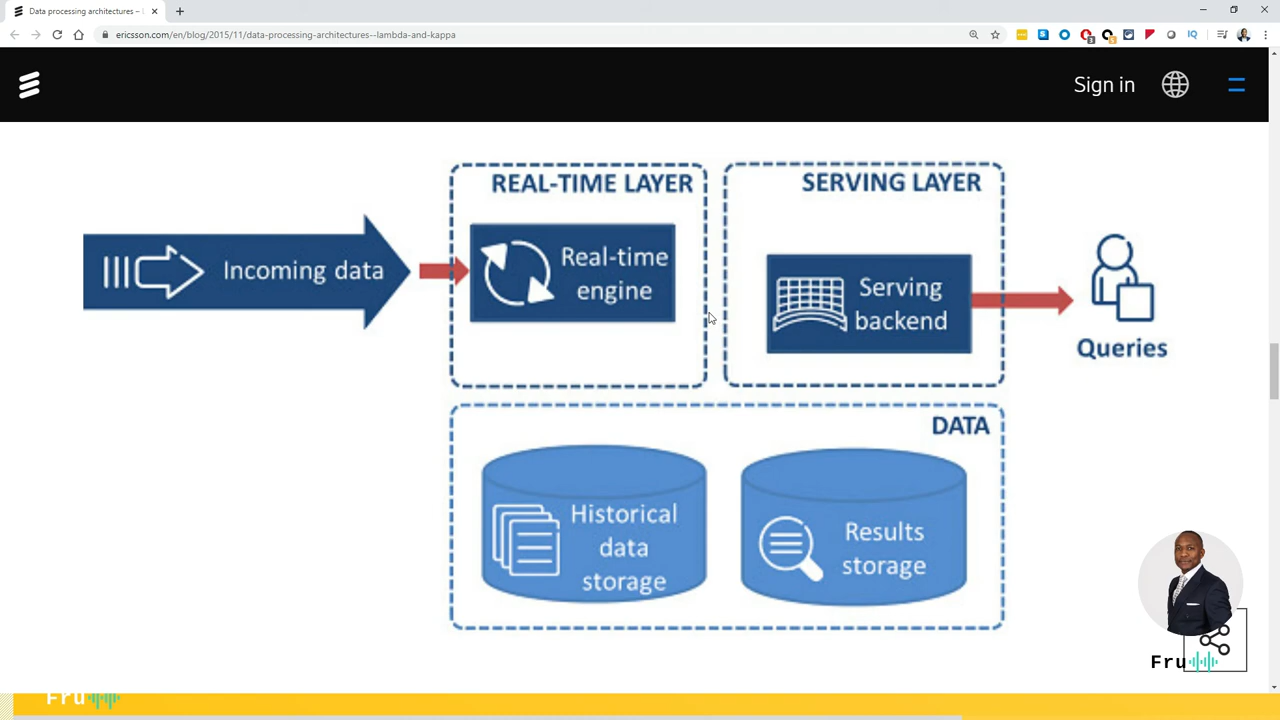 Data processing architectures – l
ericsson.com/en/blog/2015/11/data-processing-architectures--lambda-and-kappa
Sign in
REAL-TIME LAYER
SERVING LAYER
Incoming data
Real-time
engine
Serving
backend
Queries
DATA
Historical
data
storage
Results
storage
Fru
Fru